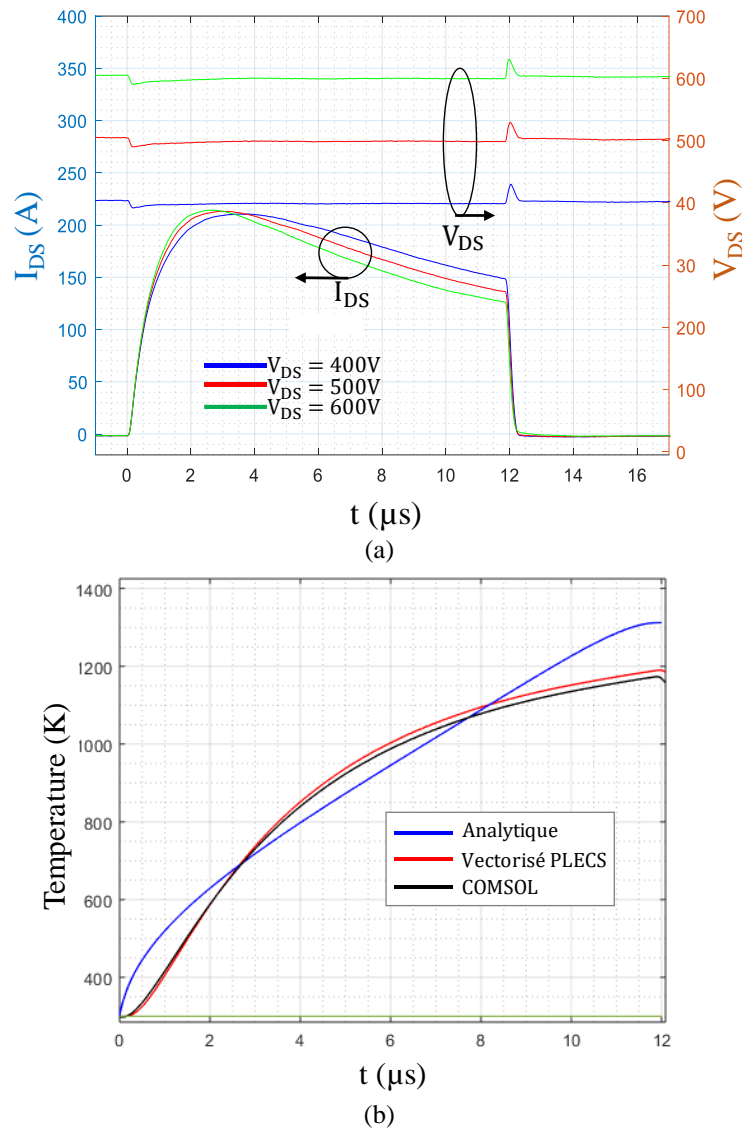 400
350
300
250
200
150
100
50
0
I_DS (A)
700
600
500
400
300
200
100
0
V_DS (V)
V_DS
I_DS
V_DS = 400V
V_DS = 500V
V_DS = 600V
0 2 4 6 8 10 12 14 16
t (µs)
(a)
1400
1200
1000
800
600
400
Temperature (K)
Analytique
Vectorisé PLECS
COMSOL
0 2 4 6 8 10 12
t (µs)
(b)